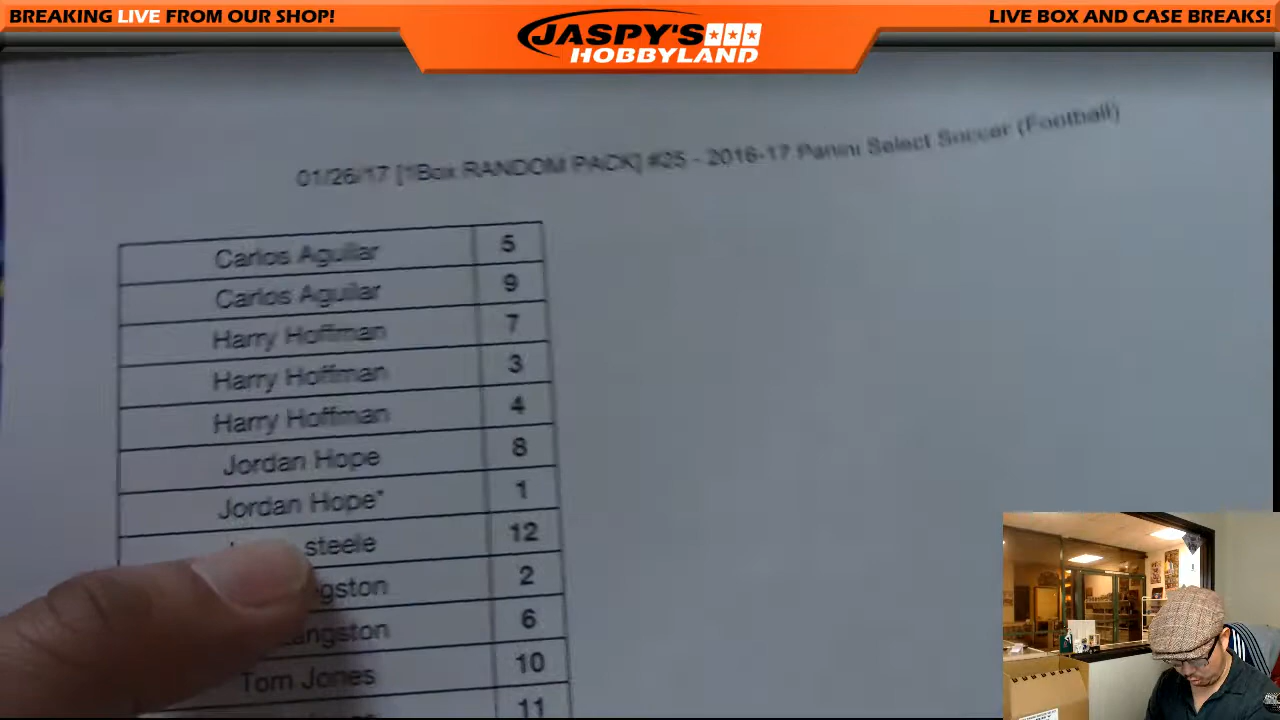 BREAKING LIVE FROM OUR SHOP!
JASPY'S
HOBBYLAND
LIVE BOX AND CASE BREAKS!
01/26/17 [1Box RANDOM PACK] #25 - 2016-17 Panini Select Soccer (Football)
Carlos Aguilar 5
Carlos Aguilar 9
Harry Hoffman 7
Harry Hoffman 3
Harry Hoffman 4
Jordan Hope 8
Jordan Hope* 1
steele 12
2
6
Tom Jones 10
11